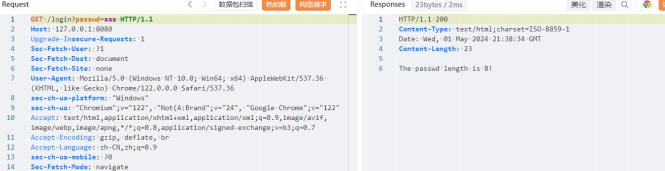 Request
数据包扫描
热加载
构造请求
1 GET /login?passwd=aaa HTTP/1.1
2 Host: 127.0.0.1:8080
3 Upgrade-Insecure-Requests: 1
4 Sec-Fetch-User: ?1
5 Sec-Fetch-Dest: document
6 Sec-Fetch-Site: none
7 User-Agent: Mozilla/5.0 (Windows NT 10.0; Win64; x64) AppleWebKit/537.36
(KHTML, like Gecko) Chrome/122.0.0.0 Safari/537.36
8 sec-ch-ua-platform: "Windows"
9 sec-ch-ua: "Chromium";v="122", "Not(A:Brand";v="24", "Google Chrome";v="122"
10 Accept: text/html,application/xhtml+xml,application/xml;q=0.9,image/avif,
image/webp,image/apng,*/*;q=0.8,application/signed-exchange;v=b3;q=0.7
11 Accept-Encoding: gzip, deflate, br
12 Accept-Language: zh-CN,zh;q=0.9
13 sec-ch-ua-mobile: ?0
14 Sec-Fetch-Mode: navigate
Responses 23bytes / 2ms
美化
渲染
1 HTTP/1.1 200
2 Content-Type: text/html;charset=ISO-8859-1
3 Date: Wed, 01 May 2024 21:38:34 GMT
4 Content-Length: 23
5
6 The passwd length is 8!